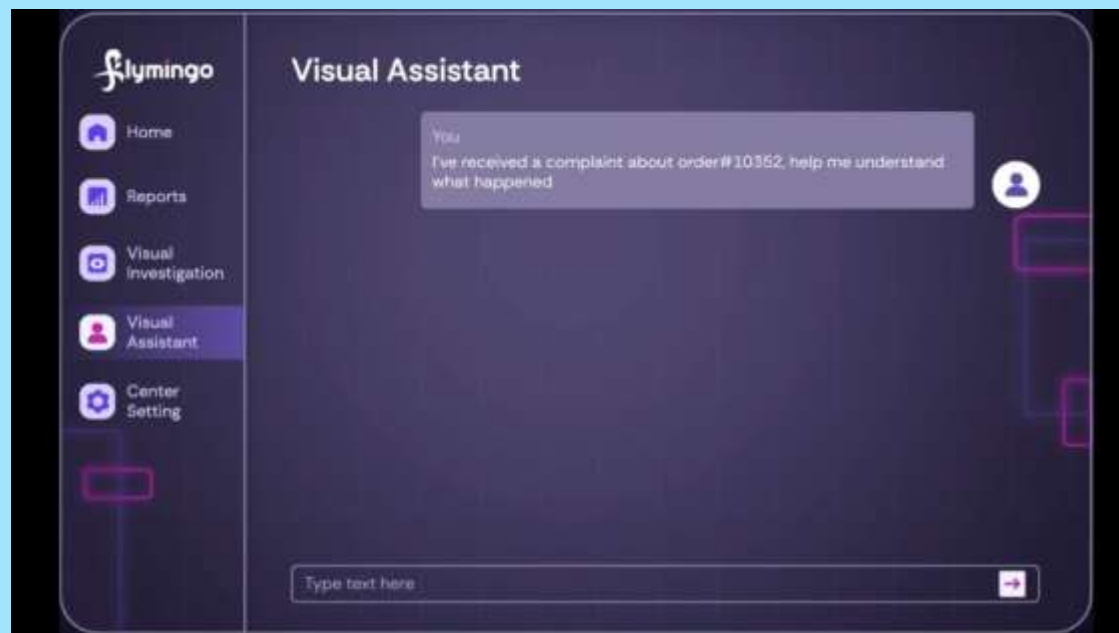 flymingo
Visual Assistant
Home
Reports
Visual
Investigation
Visual
Assistant
Center
Setting
You
I've received a complaint about order#10352, help me understand
what happened
Type text here